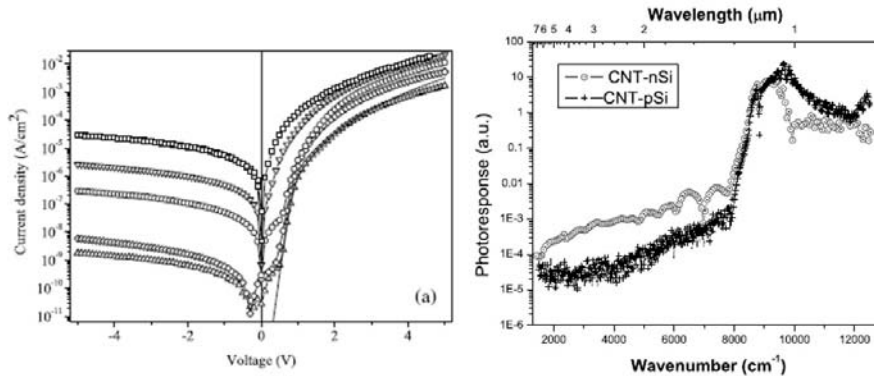 10⁻²
10⁻³
10⁻⁴
10⁻⁵
10⁻⁶
10⁻⁷
10⁻⁸
10⁻⁹
10⁻¹⁰
10⁻¹¹
Current density (A/cm²)
-4 -2 0 2 4
Voltage (V)
(a)
Wavelength (μm)
7 6 5 4 3 2 1
100
10
1
0.1
0.01
1E-3
1E-4
1E-5
1E-6
Photoresponse (a.u.)
CNT-nSi
CNT-pSi
2000 4000 6000 8000 10000 12000
Wavenumber (cm⁻¹)